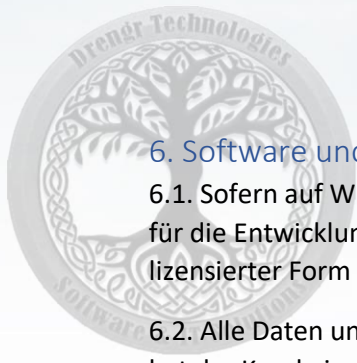 Drengr Technologies
6. Software und
6.1. Sofern auf W
für die Entwicklun
lizensierter Form
Software
6.2. Alle Daten un